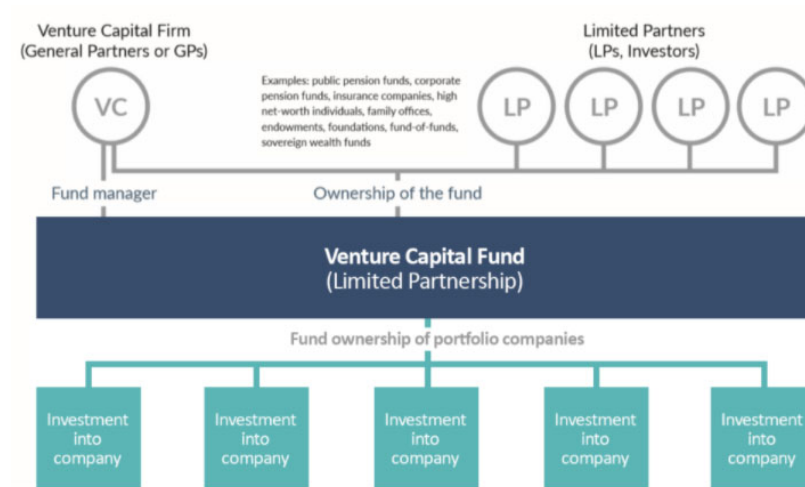 Venture Capital Firm
(General Partners or GPs)
Limited Partners
(LPs, Investors)
VC
Examples: public pension funds, corporate
pension funds, insurance companies, high
net-worth individuals, family offices,
endowments, foundations, fund-of-funds,
sovereign wealth funds
LP
LP
LP
LP
Fund manager
Ownership of the fund
Venture Capital Fund
(Limited Partnership)
Fund ownership of portfolio companies
Investment
into
company
Investment
into
company
Investment
into
company
Investment
into
company
Investment
into
company